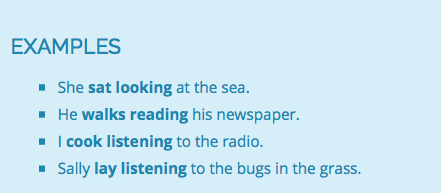 EXAMPLES
She sat looking at the sea.
He walks reading his newspaper.
I cook listening to the radio.
Sally lay listening to the bugs in the grass.